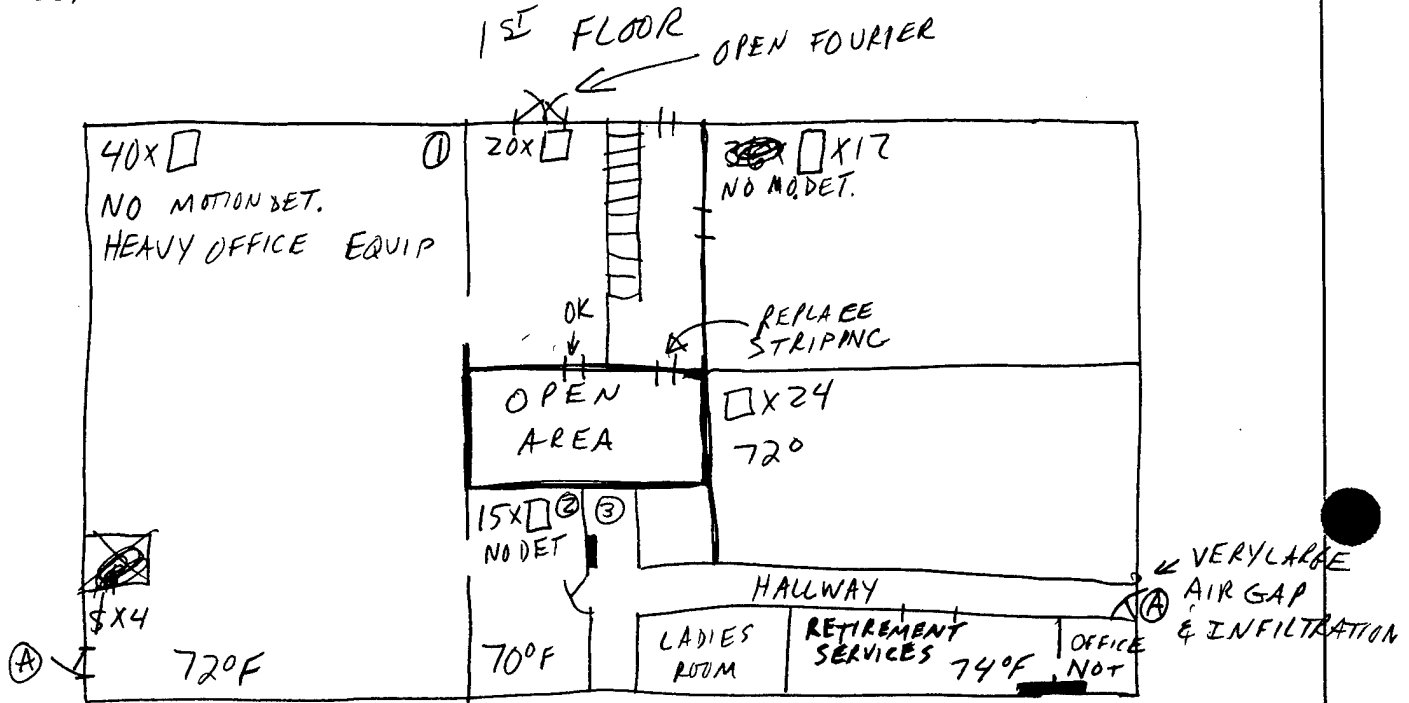 1ST FLOOR
OPEN FOURIER
40X
1
20X
X12
NO MOTION DET.
NO MO.DET.
HEAVY OFFICE EQUIP
OK
REPLACE
STRIPPNG
OPEN
AREA
X24
72°
15X
2
3
NO DET
HALLWAY
VERY LARGE
AIR GAP
& INFILTRATION
A
X4
LADIES
ROOM
RETIREMENT
SERVICES
74°F
OFFICE
NOT
A
72°F
70°F